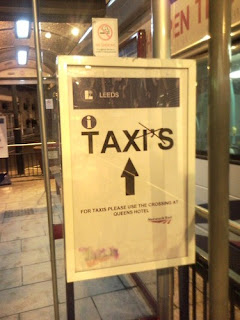 LEEDS
i
TAXI'S
FOR TAXIS PLEASE USE THE CROSSING AT
QUEENS HOTEL